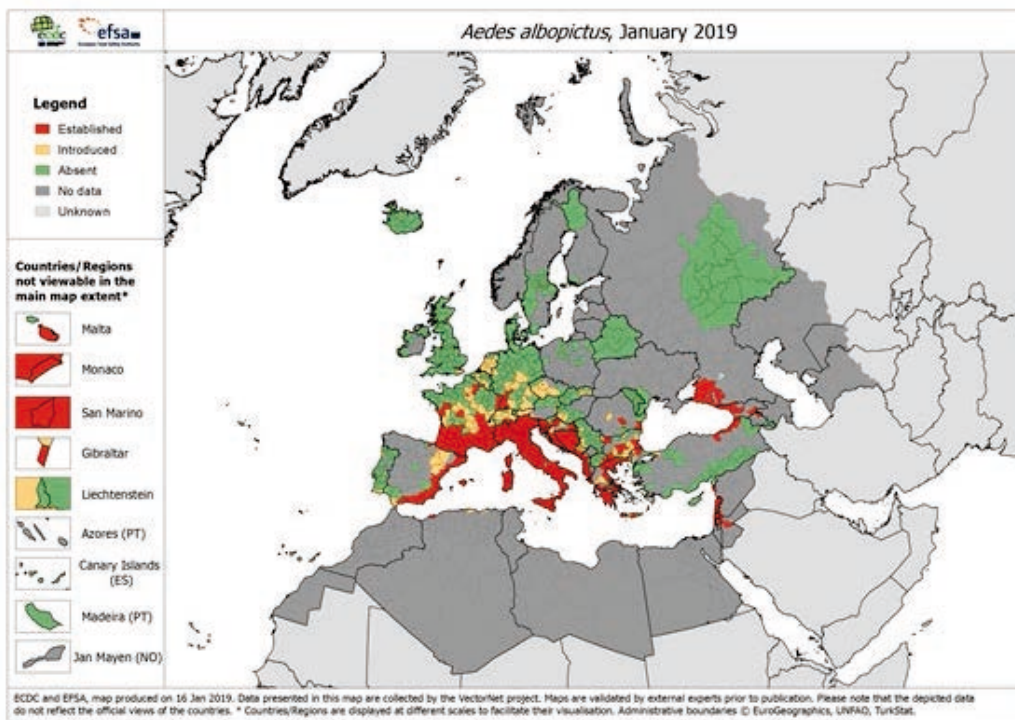 ecdc
efsa
European Food Safety Authority
Aedes albopictus, January 2019
Legend
Established
Introduced
Absent
No data
Unknown
Countries/Regions
not viewable in the
main map extent*
Malta
Monaco
San Marino
Gibraltar
Liechtenstein
Azores (PT)
Canary Islands
(ES)
Madeira (PT)
Jan Mayen (NO)
ECDC and EFSA, map produced on 16 Jan 2019. Data presented in this map are collected by the VectorNet project. Maps are validated by external experts prior to publication. Please note that the depicted data
do not reflect the official views of the countries. * Countries/Regions are displayed at different scales to facilitate their visualisation. Administrative boundaries © EuroGeographics, UNFAO, TurkStat.